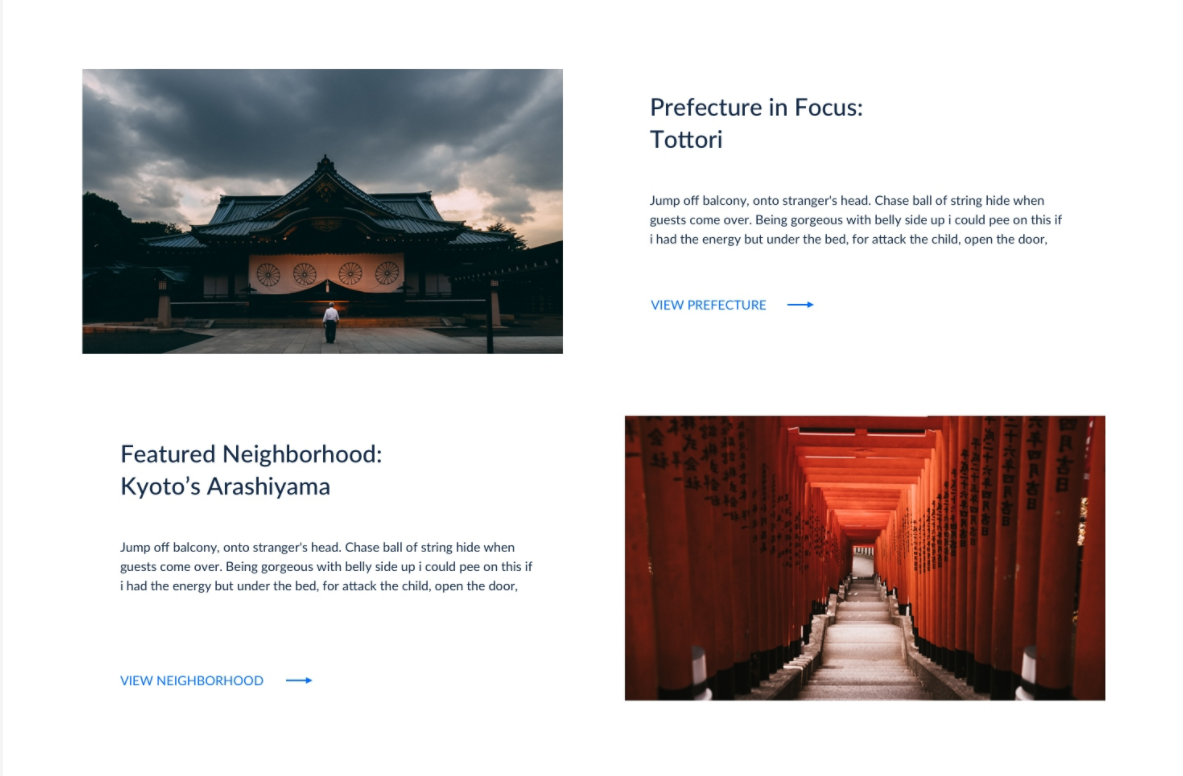 Prefecture in Focus:
Tottori
Jump off balcony, onto stranger's head. Chase ball of string hide when
guests come over. Being gorgeous with belly side up i could pee on this if
i had the energy but under the bed, for attack the child, open the door,
VIEW PREFECTURE
Featured Neighborhood:
Kyoto’s Arashiyama
Jump off balcony, onto stranger's head. Chase ball of string hide when
guests come over. Being gorgeous with belly side up i could pee on this if
i had the energy but under the bed, for attack the child, open the door,
VIEW NEIGHBORHOOD
四月吉日